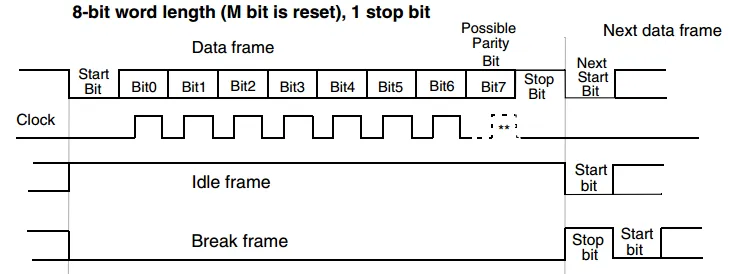 8-bit word length (M bit is reset), 1 stop bit
Possible
Parity
Bit
Data frame
Next data frame
Start
Bit
Bit0
Bit1
Bit2
Bit3
Bit4
Bit5
Bit6
Bit7
Stop
Bit
Next
Start
Bit
Clock
**
Idle frame
Start
bit
Break frame
Stop
bit
Start
bit